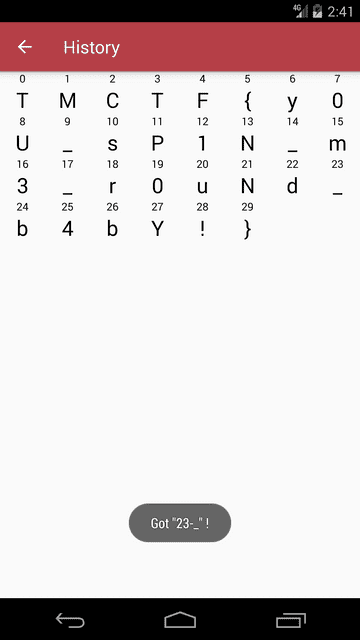 4G 2:41
History
0 1 2 3 4 5 6 7
T M C T F { y 0
8 9 10 11 12 13 14 15
U _ s P 1 N _ m
16 17 18 19 20 21 22 23
3 _ r 0 u N d _
24 25 26 27 28 29
b 4 b Y ! }
Got "23-_" !